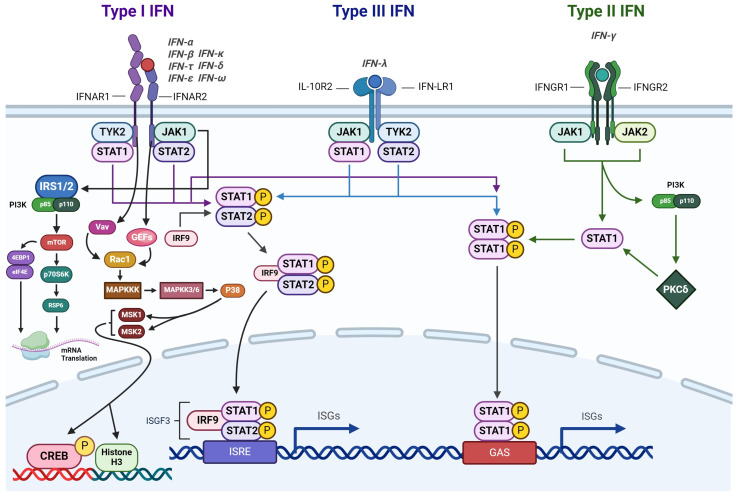 Type I IFN
Type III IFN
Type II IFN
IFN-α
IFN-β IFN-κ
IFN-τ IFN-δ
IFN-ε IFN-ω
IFNAR1
IFNAR2
IFN-λ
IL-10R2
IFN-LR1
IFN-γ
IFNGR1
IFNGR2
TYK2
JAK1
STAT1
STAT2
JAK1
TYK2
STAT1
STAT2
JAK1
JAK2
IRS1/2
PI3K
p85
p110
mTOR
4EBP1
eIF4E
p70S6K
RSP6
mRNA
Translation
Vav
GEFs
Rac1
MAPKKK
MAPKK3/6
P38
MSK1
MSK2
IRF9
STAT1
P
STAT2
P
IRF9
STAT1
P
STAT2
P
STAT1
P
STAT1
P
STAT1
PI3K
p85
p110
PKCδ
ISGF3
IRF9
STAT1
P
STAT2
P
ISRE
ISGs
STAT1
P
STAT1
P
GAS
ISGs
CREB
P
Histone
H3